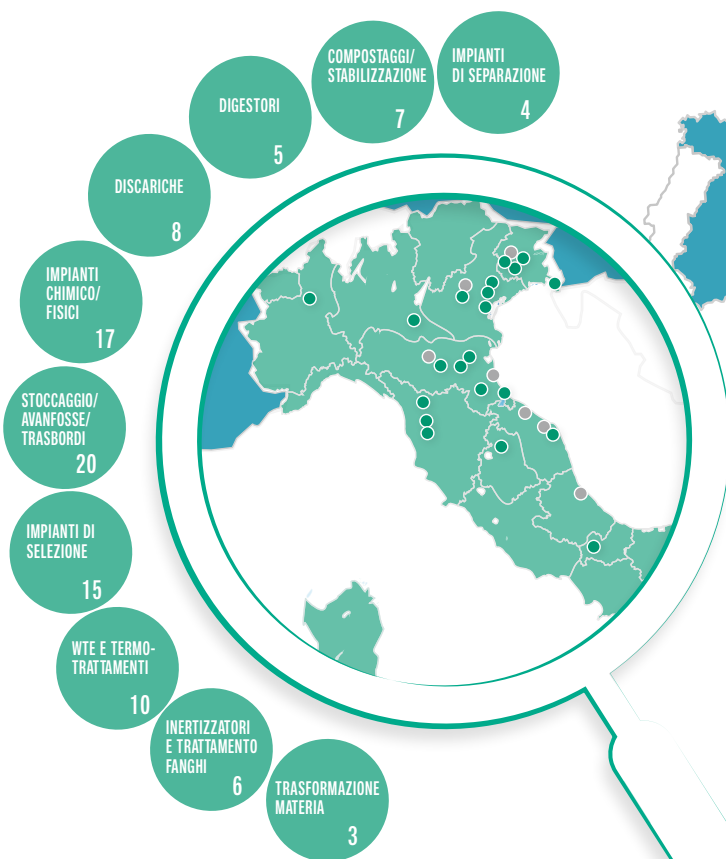 COMPOSTAGGI/
STABILIZZAZIONE
7
IMPIANTI
DI SEPARAZIONE
4
DIGESTORI
5
DISCARICHE
8
IMPIANTI
CHIMICO/
FISICI
17
STOCCAGGIO/
AVANFOSSE/
TRASBORDI
20
IMPIANTI DI
SELEZIONE
15
WTE E TERMO-
TRATTAMENTI
10
INERTIZZATORI
E TRATTAMENTO
FANGHI
6
TRASFORMAZIONE
MATERIA
3